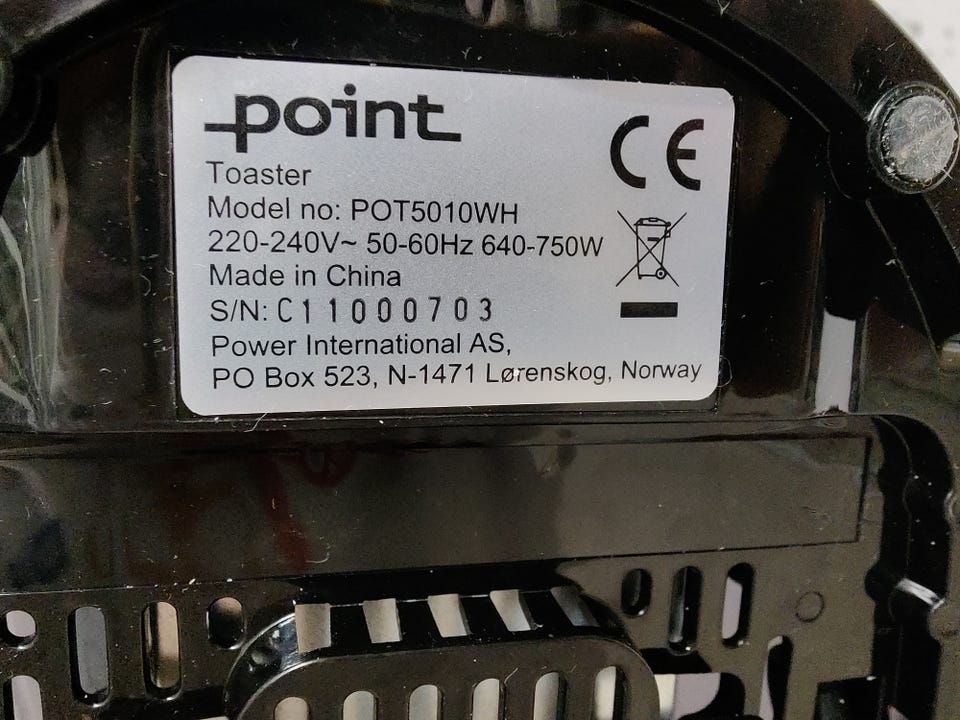 point
CE
Toaster
Model no: POT5010WH
220-240V~ 50-60Hz 640-750W
Made in China
S/N: C11000703
Power International AS,
PO Box 523, N-1471 Lørenskog, Norway